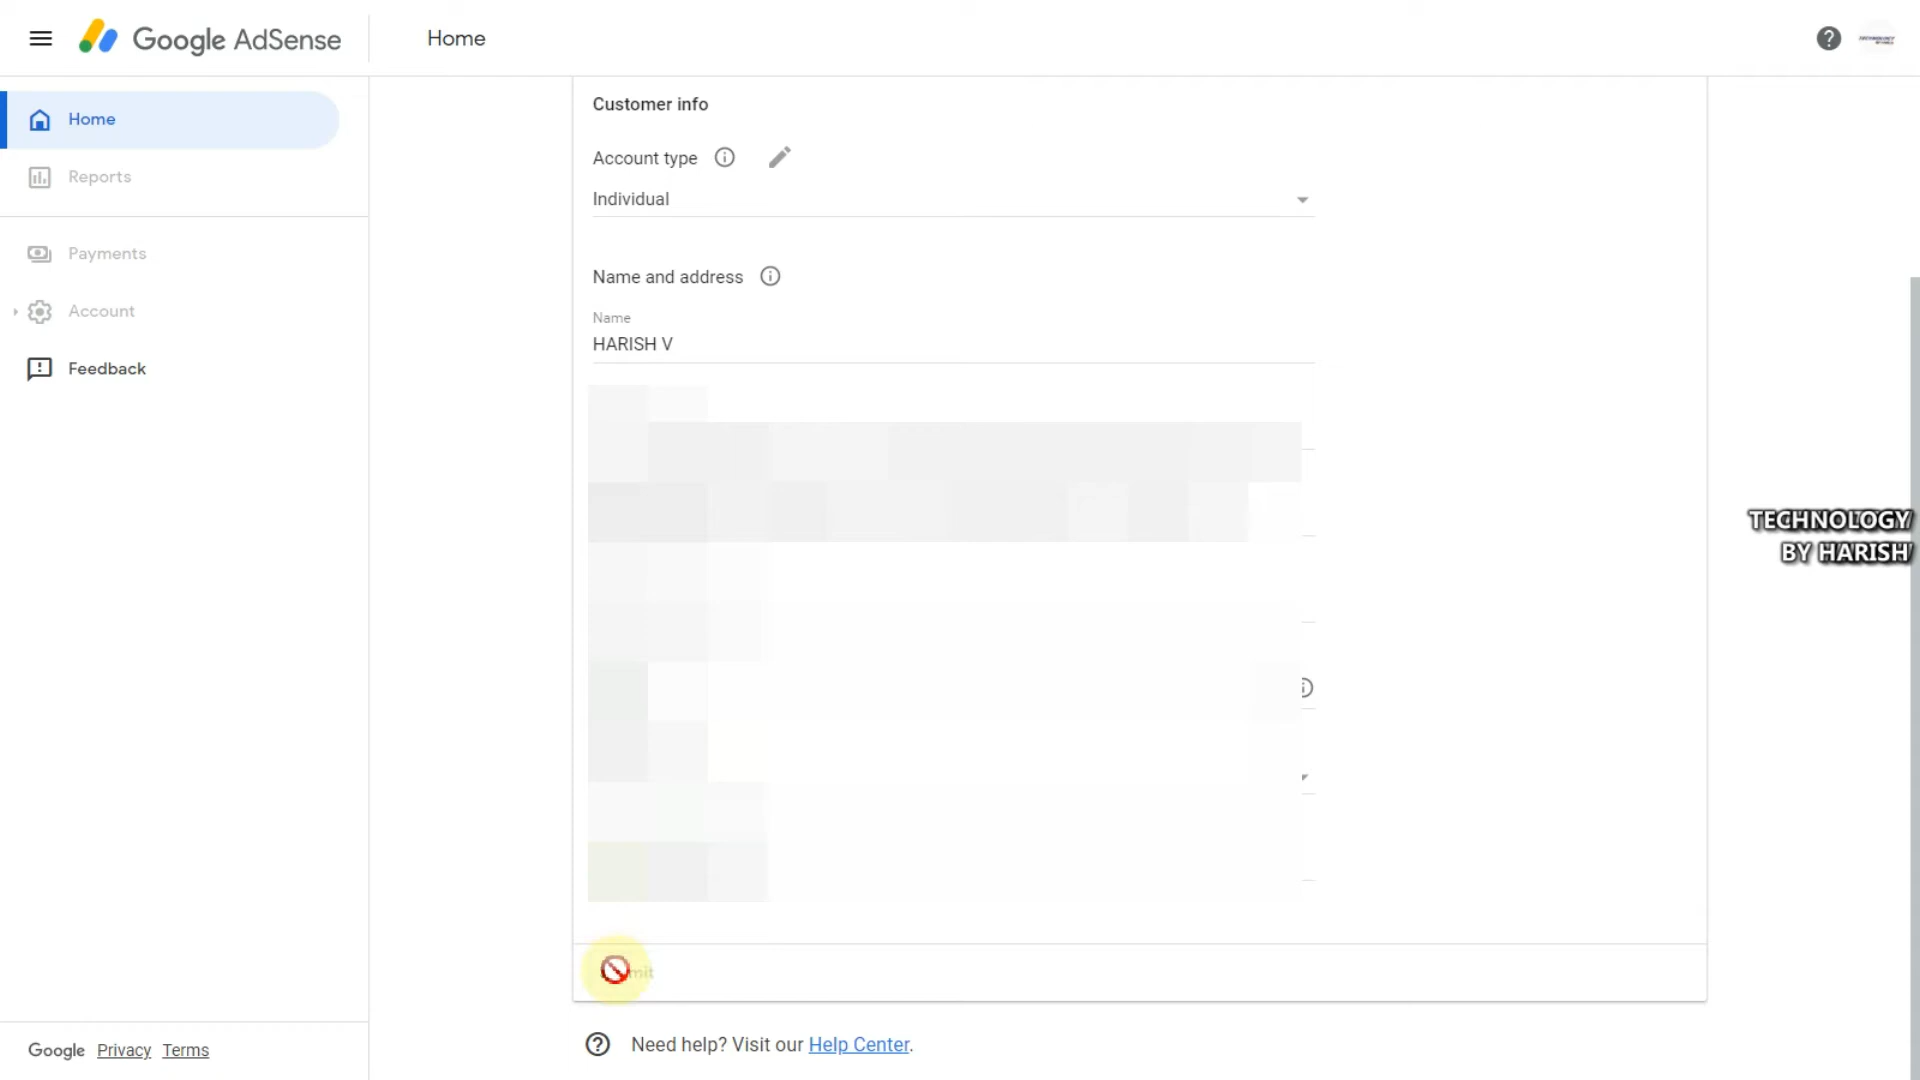 Google AdSense
Home
Home
Reports
Payments
Account
Feedback
Customer info
Account type
Individual
Name and address
Name
HARISH V
TECHNOLOGY
BY HARISH
Need help? Visit our Help Center.
Google Privacy Terms